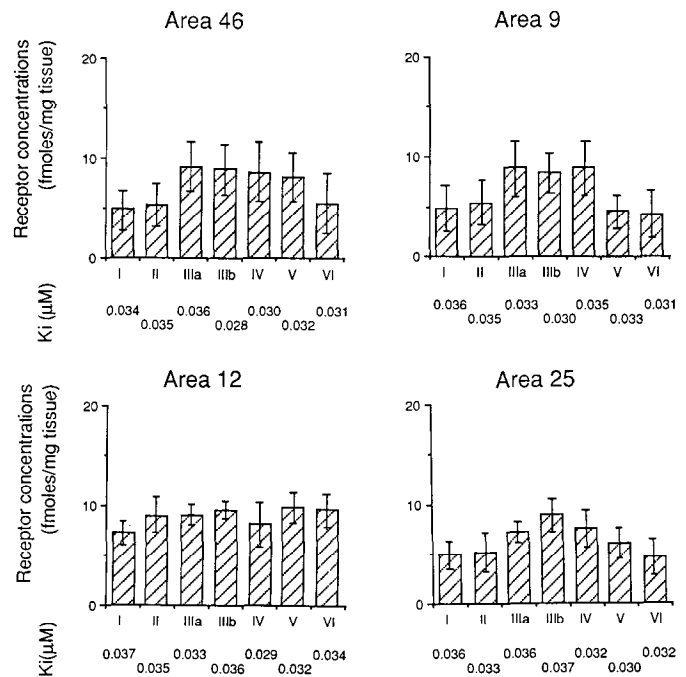 Area 46
Area 9
Receptor concentrations
(fmoles/mg tissue)
20
10
0
I II IIIa IIIb IV V VI
20
10
0
I II IIIa IIIb IV V VI
Ki (µM)
0.034 0.035 0.036 0.028 0.030 0.032 0.031
0.036 0.035 0.033 0.030 0.035 0.033 0.031
Area 12
Area 25
Receptor concentrations
(fmoles/mg tissue)
20
10
0
I II IIIa IIIb IV V VI
20
10
0
I II IIIa IIIb IV V VI
Ki(µM)
0.037 0.035 0.033 0.036 0.029 0.032 0.034
0.036 0.033 0.036 0.037 0.032 0.030 0.032